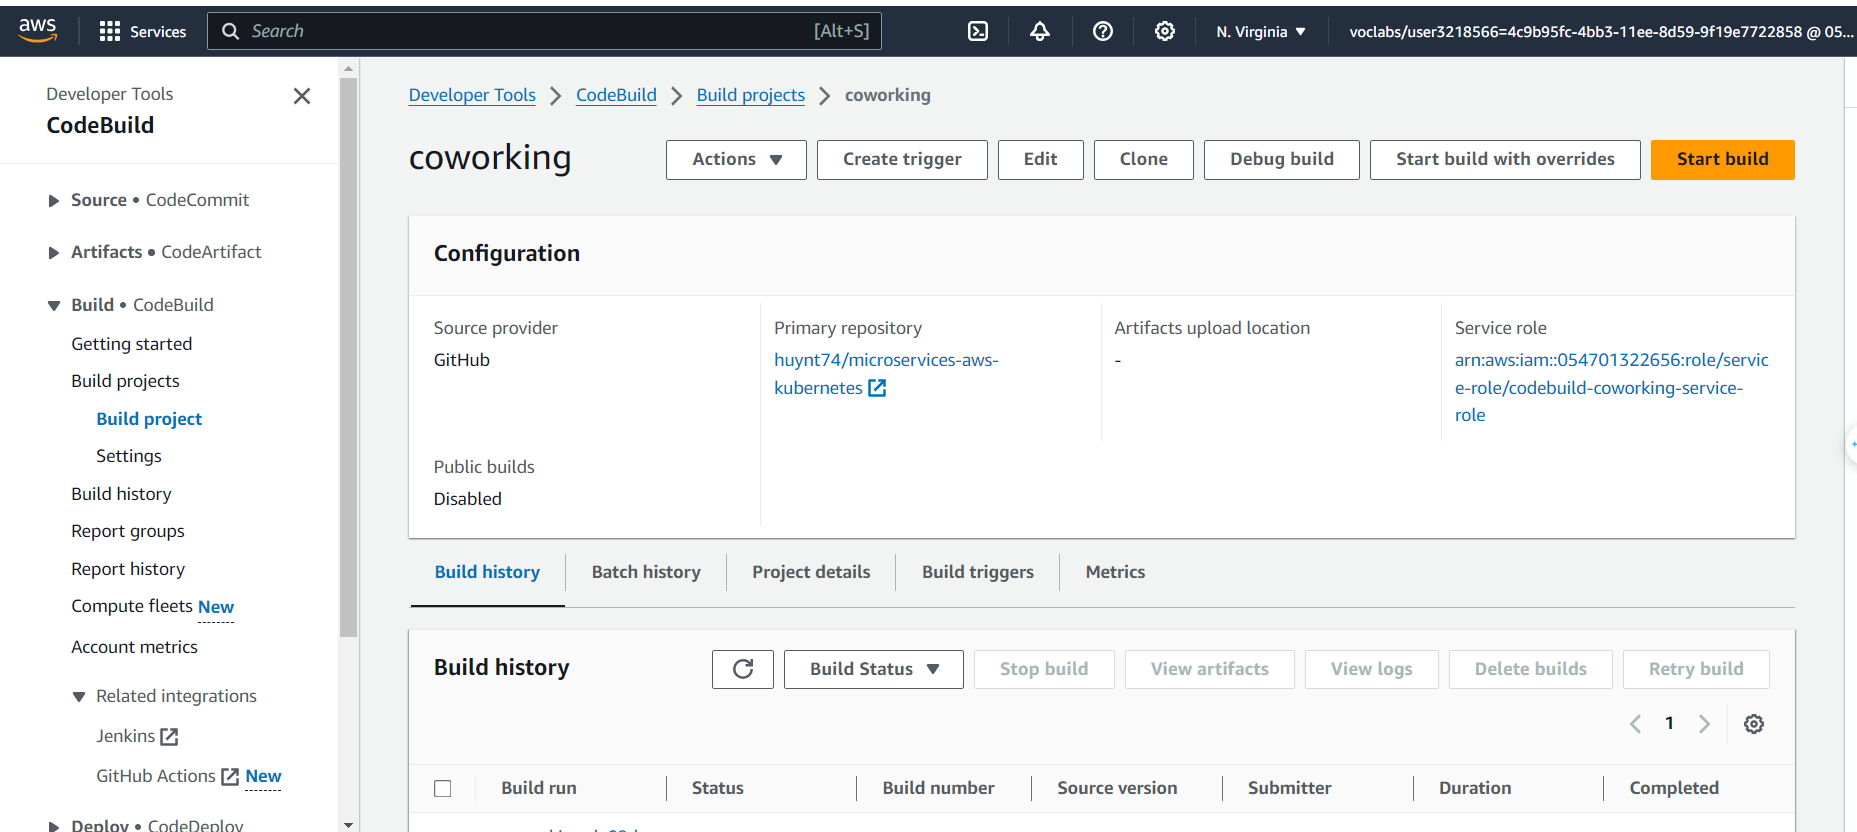 aws
Services
Search
[Alt+S]
N. Virginia
voclabs/user3218566=4c9b95fc-4bb3-11ee-8d59-9f19e7722858 @ 05...
Developer Tools
CodeBuild
Source • CodeCommit
Artifacts • CodeArtifact
Build • CodeBuild
Getting started
Build projects
Build project
Settings
Build history
Report groups
Report history
Compute fleets New
Account metrics
Related integrations
Jenkins
GitHub Actions New
Deploy • CodeDeploy
Developer Tools > CodeBuild > Build projects > coworking
coworking
Actions
Create trigger
Edit
Clone
Debug build
Start build with overrides
Start build
Configuration
Source provider
GitHub
Primary repository
huynt74/microservices-aws-
kubernetes
Artifacts upload location
-
Service role
arn:aws:iam::054701322656:role/servic
e-role/codebuild-coworking-service-
role
Public builds
Disabled
Build history
Batch history
Project details
Build triggers
Metrics
Build history
Build Status
Stop build
View artifacts
View logs
Delete builds
Retry build
1
Build run
Status
Build number
Source version
Submitter
Duration
Completed